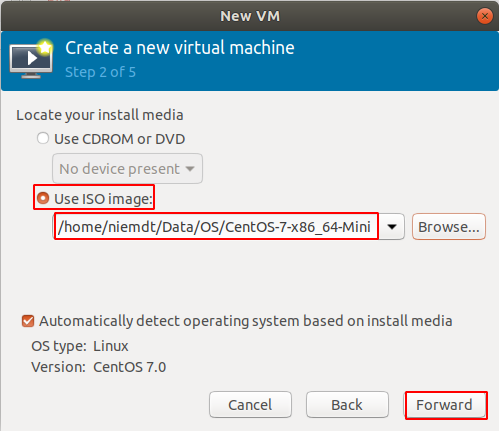 New VM
Create a new virtual machine
Step 2 of 5
Locate your install media
Use CDROM or DVD
No device present
Use ISO image:
/home/niemdt/Data/OS/CentOS-7-x86_64-Mini
Browse...
Automatically detect operating system based on install media
OS type: Linux
Version: CentOS 7.0
Cancel Back Forward